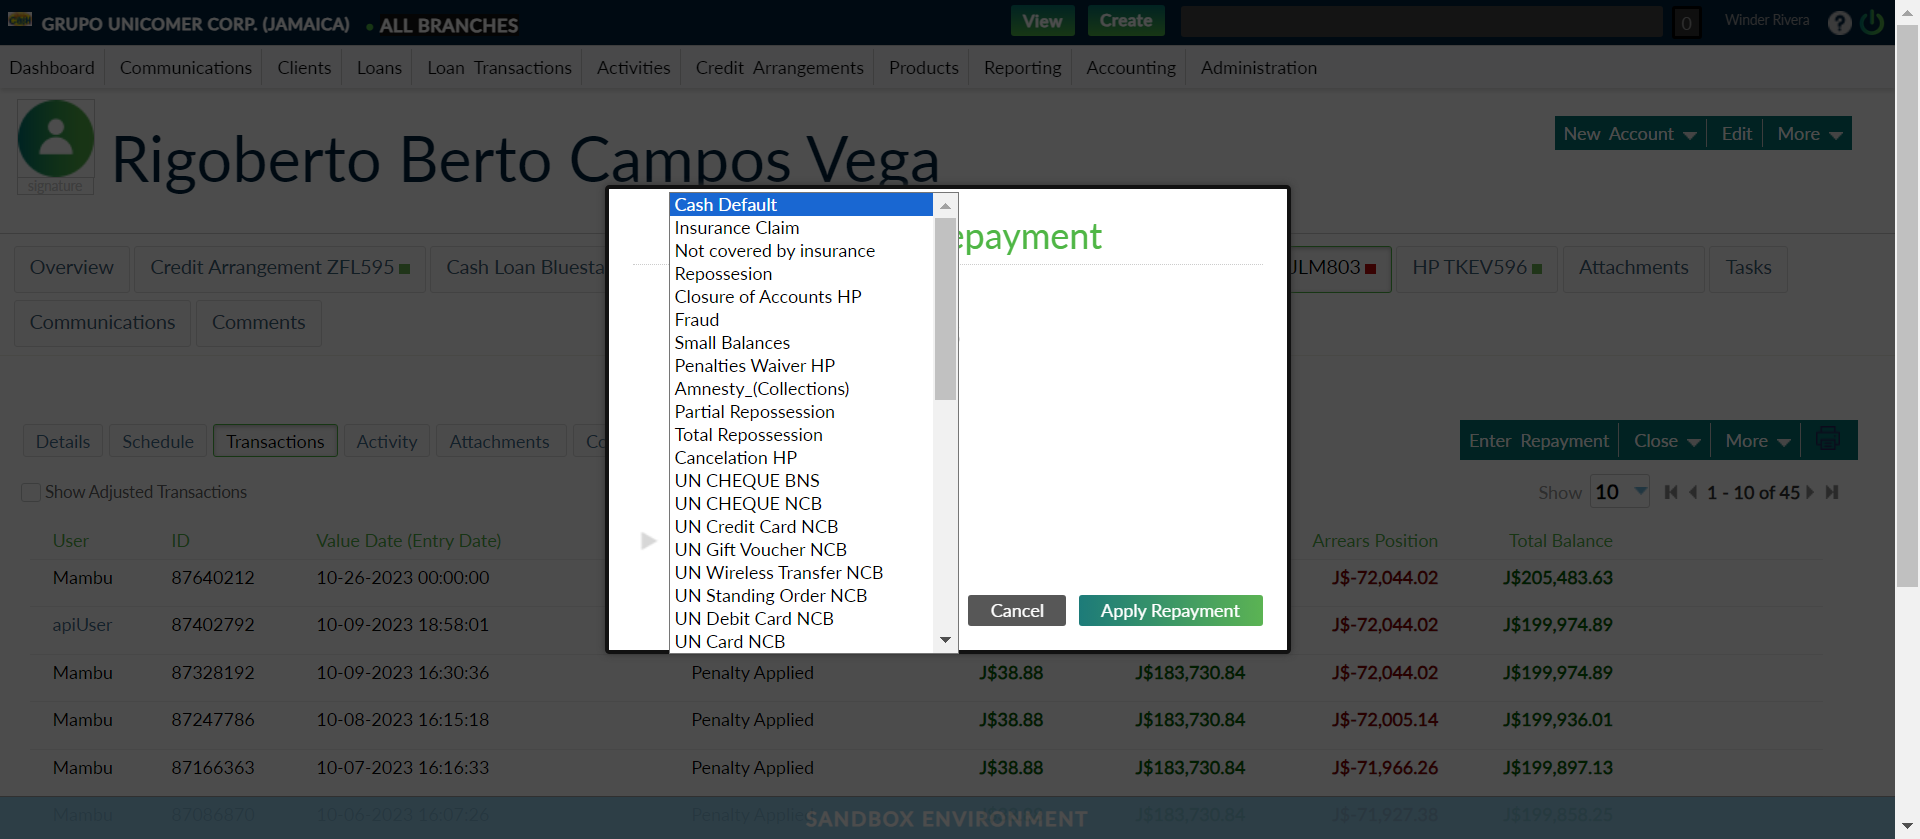 GRUPO UNICOMER CORP. (JAMAICA) • ALL BRANCHES View Create 0 Winder Rivera ?
Dashboard Communications Clients Loans Loan Transactions Activities Credit Arrangements Products Reporting Accounting Administration
signature
Rigoberto Berto Campos Vega
New Account Edit More
Overview Credit Arrangement ZFL595 Cash Loan Bluesta JLM803 HP TKEV596 Attachments Tasks
Communications Comments
epayment
Cash Default
Insurance Claim
Not covered by insurance
Repossesion
Closure of Accounts HP
Fraud
Small Balances
Penalties Waiver HP
Amnesty_(Collections)
Partial Repossession
Total Repossession
Cancelation HP
UN CHEQUE BNS
UN CHEQUE NCB
UN Credit Card NCB
UN Gift Voucher NCB
UN Wireless Transfer NCB
UN Standing Order NCB
UN Debit Card NCB
UN Card NCB
Cancel Apply Repayment
Details Schedule Transactions Activity Attachments Co
Enter Repayment Close More
Show Adjusted Transactions
Show 10 1 - 10 of 45
User ID Value Date (Entry Date) Arrears Position Total Balance
Mambu 87640212 10-26-2023 00:00:00 J$-72,044.02 J$205,483.63
apiUser 87402792 10-09-2023 18:58:01 J$-72,044.02 J$199,974.89
Mambu 87328192 10-09-2023 16:30:36 Penalty Applied J$38.88 J$183,730.84 J$-72,044.02 J$199,974.89
Mambu 87247786 10-08-2023 16:15:18 Penalty Applied J$38.88 J$183,730.84 J$-72,005.14 J$199,936.01
Mambu 87166363 10-07-2023 16:16:33 Penalty Applied J$38.88 J$183,730.84 J$-71,966.26 J$199,897.13
Mambu 87086870 10-06-2023 16:07:26 J$183,730.84 J$-71,927.38 J$199,858.25
SANDBOX ENVIRONMENT